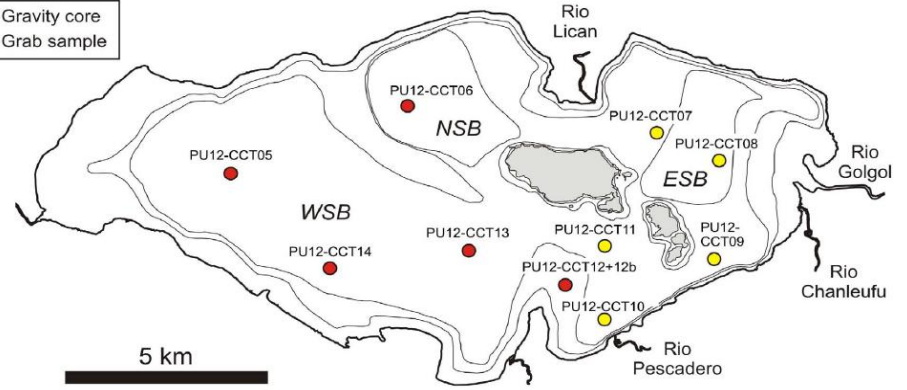 Gravity core
Grab sample
Rio
Lican
PU12-CCT06
NSB
PU12-CCT07
PU12-CCT08
ESB
Rio
Golgol
PU12-CCT05
WSB
PU12-CCT14
PU12-CCT13
PU12-CCT11
PU12-
CCT09
PU12-CCT12+12b
PU12-CCT10
Rio
Chanleufu
Rio
Pescadero
5 km